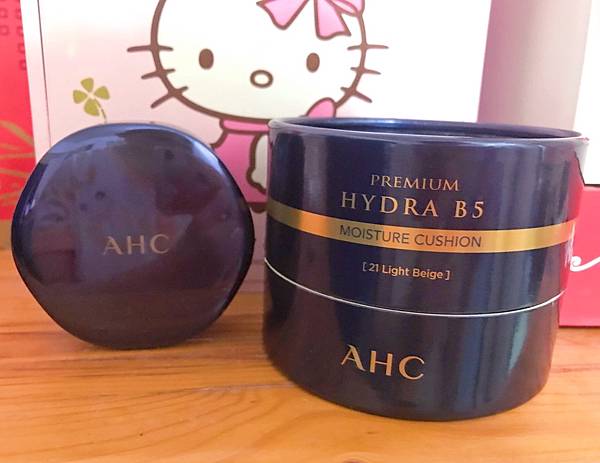 AHC
PREMIUM
HYDRA B5
MOISTURE CUSHION
[ 21 Light Beige ]
AHC